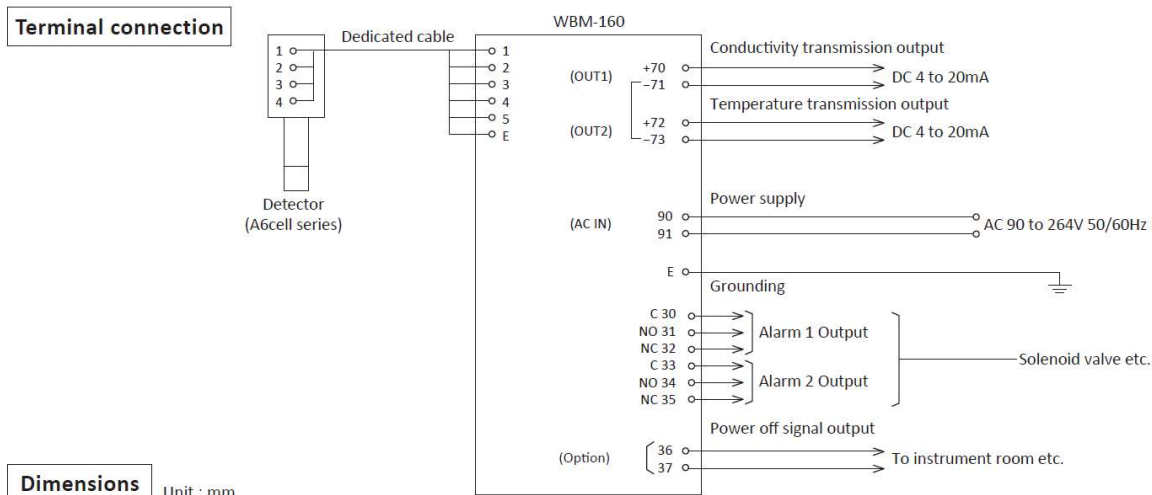 Terminal connection
WBM-160
Dedicated cable
1
2
3
4
1
2
3
4
5
E
Detector
(A6cell series)
(OUT1)
+70
−71
Conductivity transmission output
DC 4 to 20mA
Temperature transmission output
(OUT2)
+72
−73
DC 4 to 20mA
Power supply
(AC IN)
90
91
AC 90 to 264V 50/60Hz
E
Grounding
C 30
NO 31
NC 32
Alarm 1 Output
C 33
NO 34
NC 35
Alarm 2 Output
Solenoid valve etc.
Power off signal output
(Option)
36
37
To instrument room etc.
Dimensions
Unit : mm